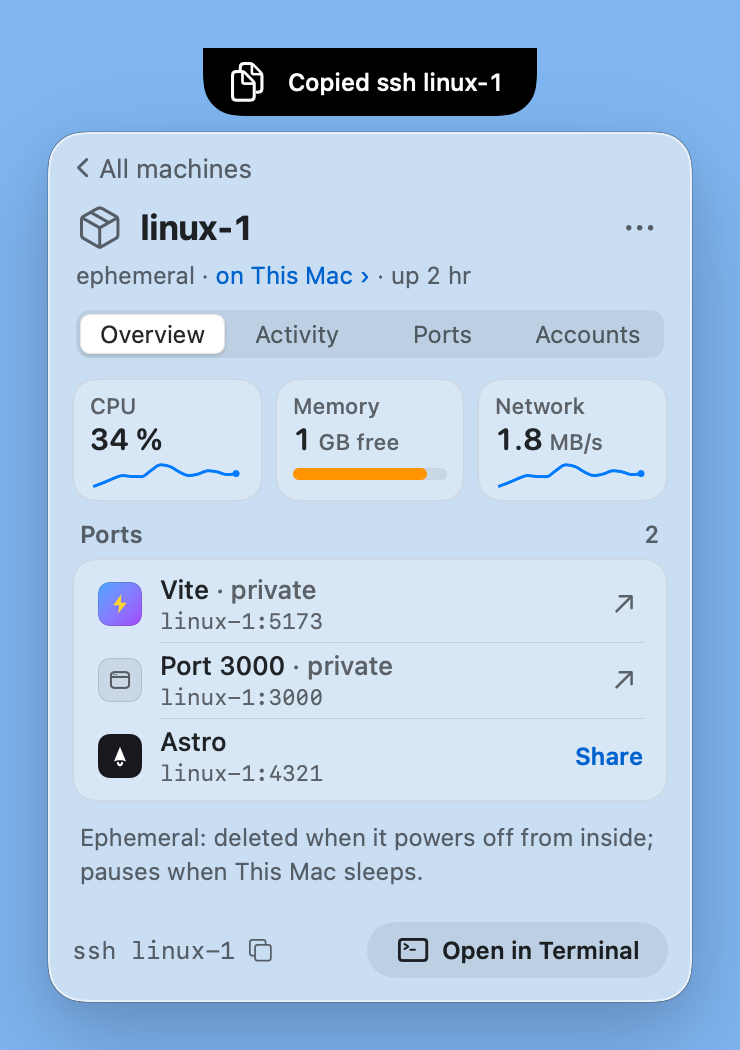 Copied ssh linux-1
All machines
linux-1
ephemeral · on This Mac › · up 2 hr
Overview Activity Ports Accounts
CPU Memory Network
34 % 1 GB free 1.8 MB/s
Ports 2
Vite · private
linux-1:5173
Port 3000 · private
linux-1:3000
Astro
linux-1:4321
Share
Ephemeral: deleted when it powers off from inside;
pauses when This Mac sleeps.
ssh linux-1 Open in Terminal